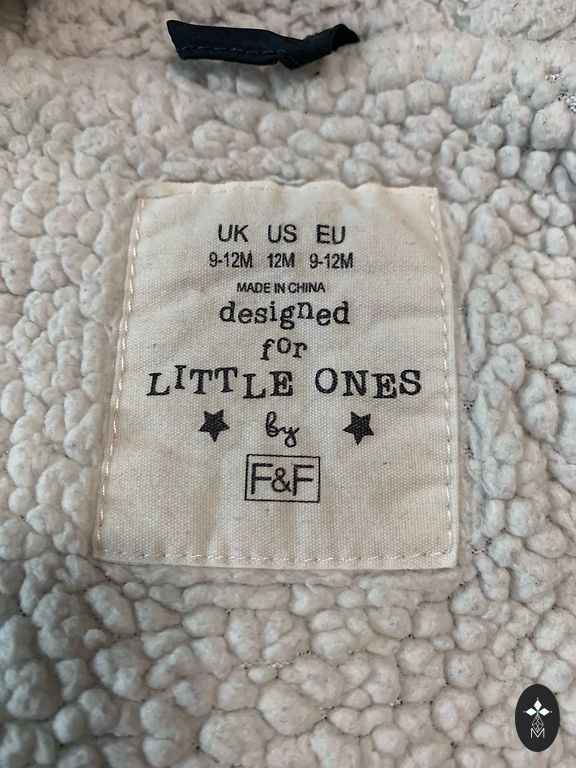 UK US EU
9-12M 12M 9-12M
MADE IN CHINA
designed
for
LITTLE ONES
by
F&F
M